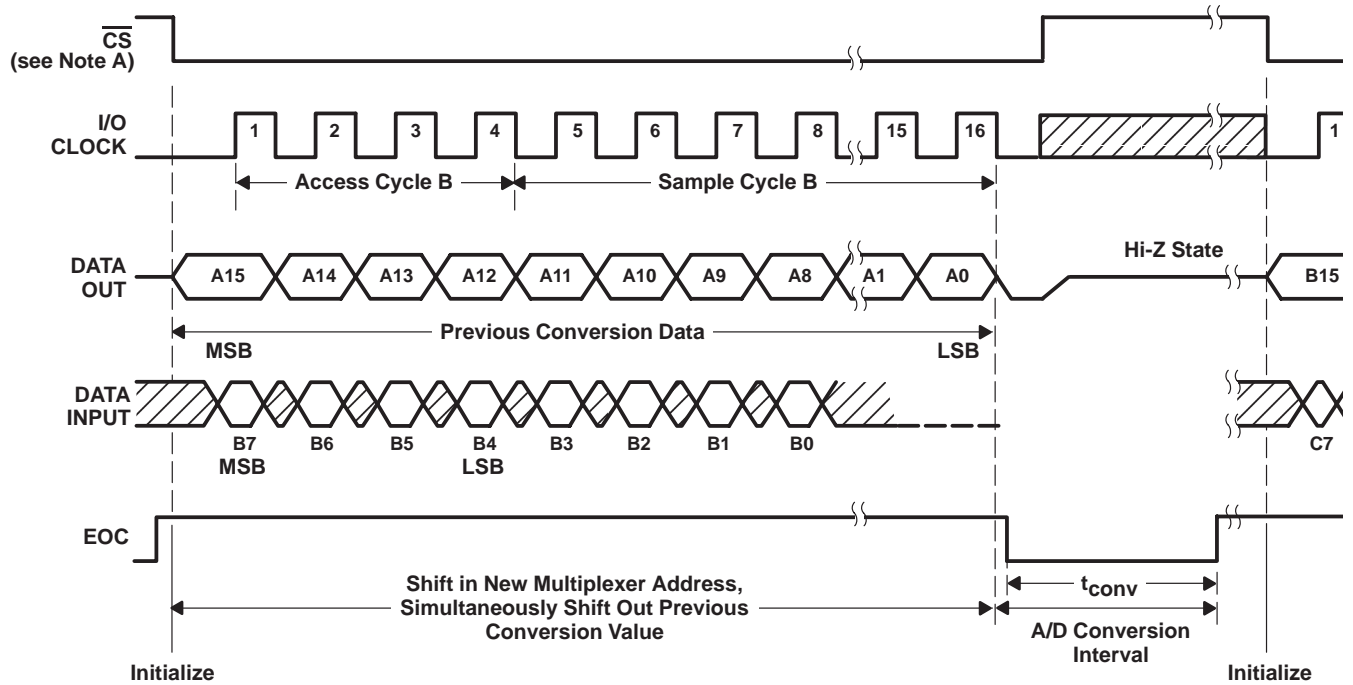 CS
(see Note A)
I/O
CLOCK
1 2 3 4 5 6 7 8 15 16 1
Access Cycle B Sample Cycle B
Hi-Z State
DATA
OUT
A15 A14 A13 A12 A11 A10 A9 A8 A1 A0 B15
Previous Conversion Data
MSB LSB
DATA
INPUT
B7 B6 B5 B4 B3 B2 B1 B0 C7
MSB LSB
EOC
Shift in New Multiplexer Address,
Simultaneously Shift Out Previous
Conversion Value
tconv
A/D Conversion
Interval
Initialize Initialize